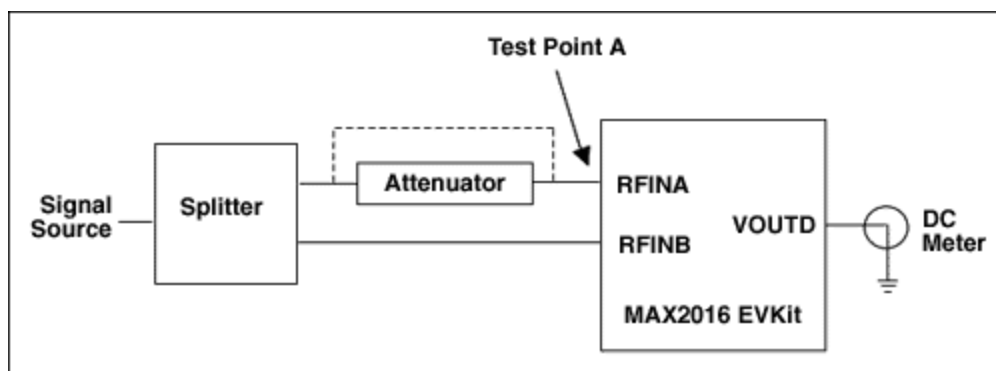 Test Point A
Signal
Source
Splitter
Attenuator
RFINA
RFINB
VOUTD
DC
Meter
MAX2016 EVKit